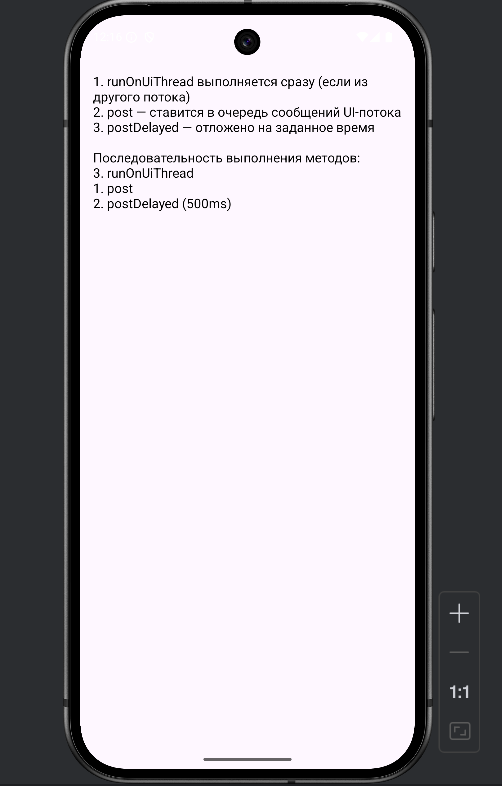 1. runOnUiThread выполняется сразу (если из
другого потока)
2. post — ставится в очередь сообщений UI-потока
3. postDelayed — отложено на заданное время
Последовательность выполнения методов:
3. runOnUiThread
1. post
2. postDelayed (500ms)
1:1